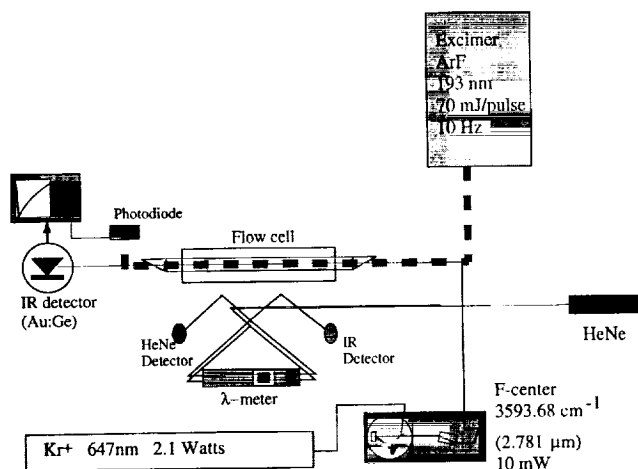 Excimer
ArF
193 nm
70 mJ/pulse
10 Hz
Photodiode
Flow cell
IR detector
(Au:Ge)
HeNe
Detector
IR
Detector
HeNe
λ-meter
F-center
3593.68 cm-1
(2.781 μm)
10 mW
Kr+ 647nm 2.1 Watts